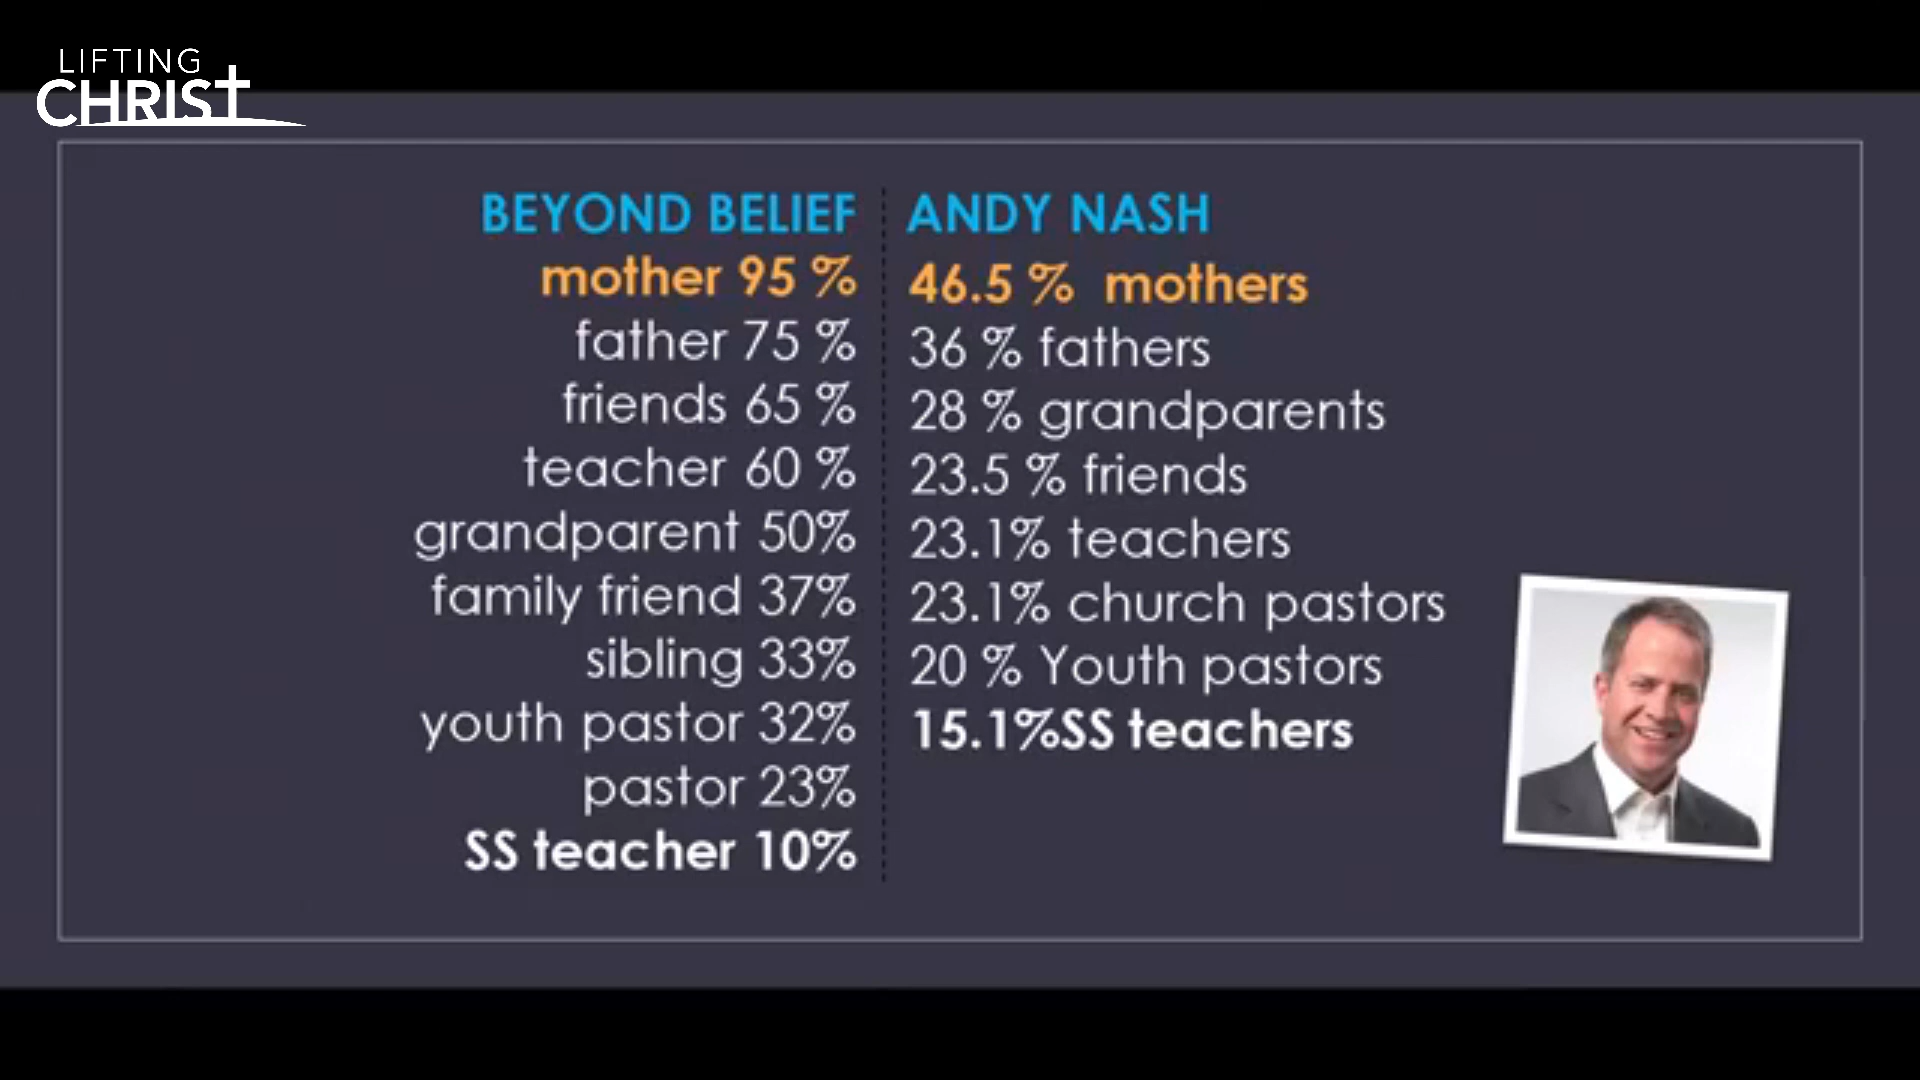 LIFTING
CHRIST
BEYOND BELIEF
mother 95 %
father 75 %
friends 65 %
teacher 60 %
grandparent 50%
family friend 37%
sibling 33%
youth pastor 32%
pastor 23%
SS teacher 10%
ANDY NASH
46.5 % mothers
36 % fathers
28 % grandparents
23.5 % friends
23.1% teachers
23.1% church pastors
20 % Youth pastors
15.1%SS teachers